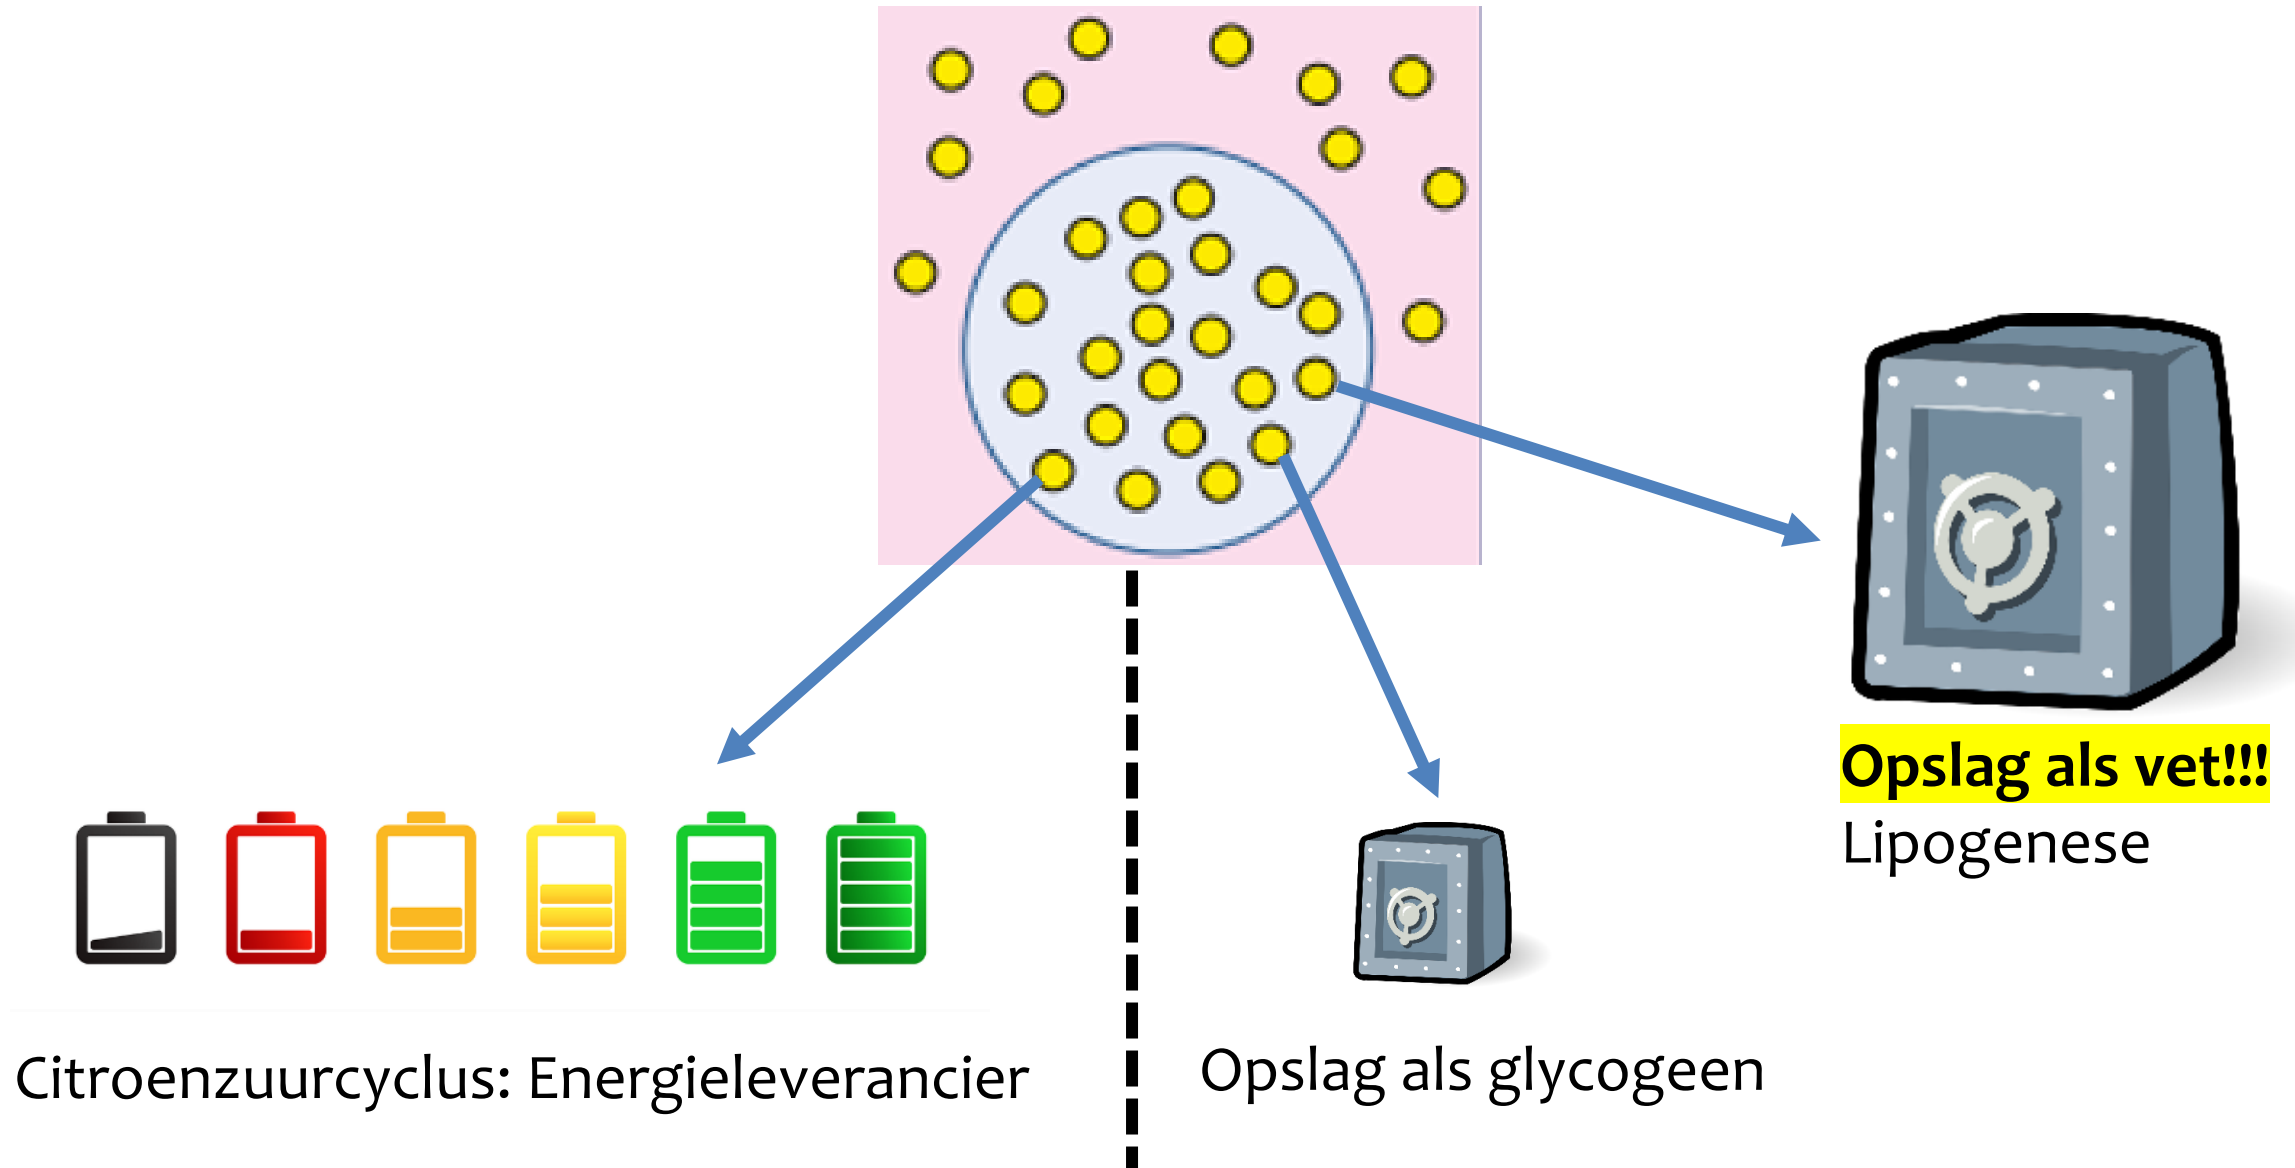 Opslag als vet!!!
Lipogenese
Citroenzuurcyclus: Energieleverancier
Opslag als glycogeen